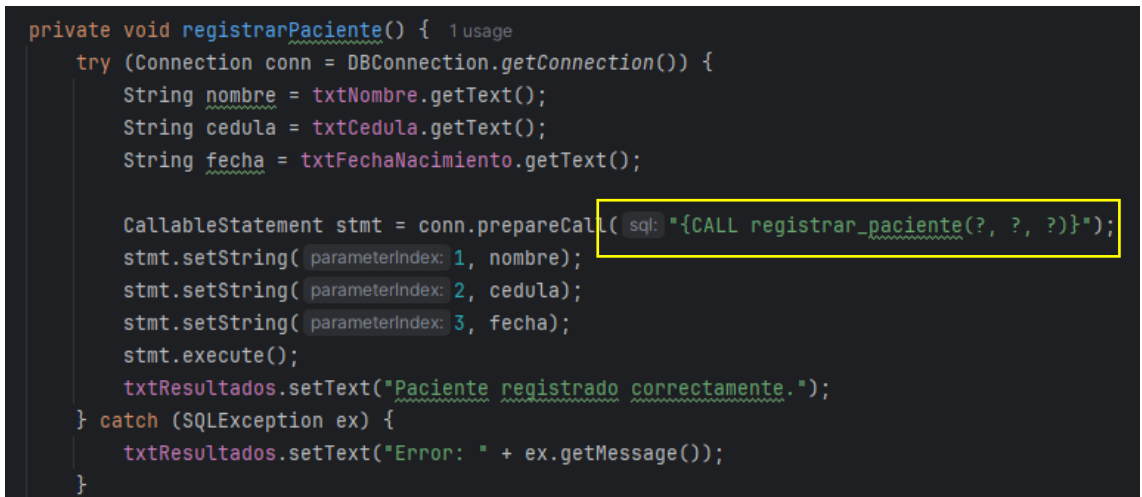 private void registrarPaciente() { 1 usage
try (Connection conn = DBConnection.getConnection()) {
String nombre = txtNombre.getText();
String cedula = txtCedula.getText();
String fecha = txtFechaNacimiento.getText();
CallableStatement stmt = conn.prepareCall( sql: "{CALL registrar_paciente(?, ?, ?)}");
stmt.setString( parameterIndex: 1, nombre);
stmt.setString( parameterIndex: 2, cedula);
stmt.setString( parameterIndex: 3, fecha);
stmt.execute();
txtResultados.setText("Paciente registrado correctamente.");
} catch (SQLException ex) {
txtResultados.setText("Error: " + ex.getMessage());
}